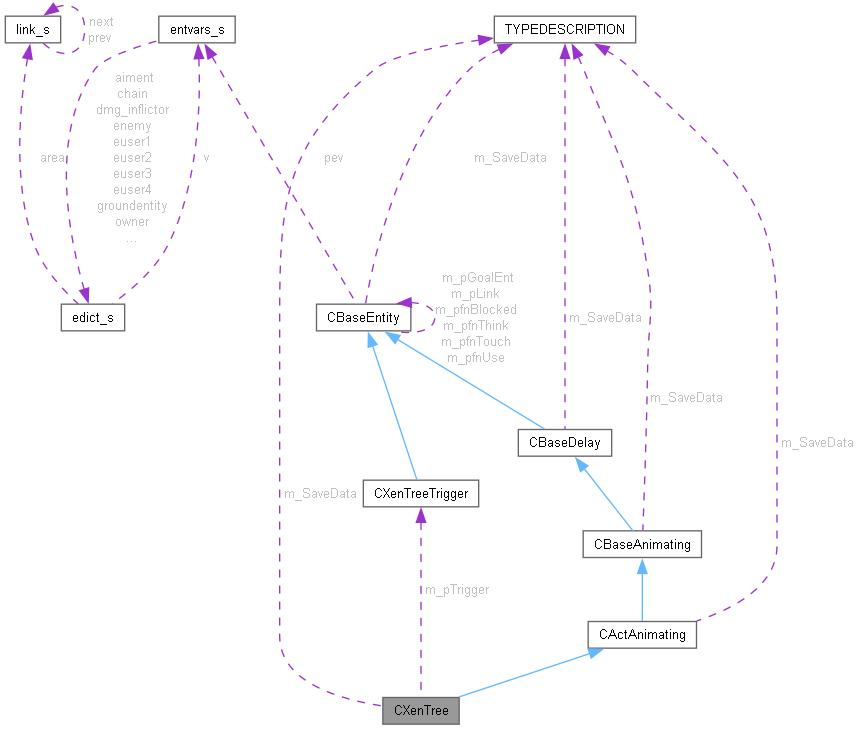 link_s
next
prev
entvars_s
TYPEDESCRIPTION
aiment
chain
dmg_inflictor
enemy
euser1
euser2
euser3
euser4
groundentity
owner
...
area
v
pev
m_SaveData
edict_s
CBaseEntity
m_pGoalEnt
m_pLink
m_pfnBlocked
m_pfnThink
m_pfnTouch
m_pfnUse
m_SaveData
m_SaveData
m_SaveData
CBaseDelay
CXenTreeTrigger
m_SaveData
CBaseAnimating
m_pTrigger
CActAnimating
CXenTree